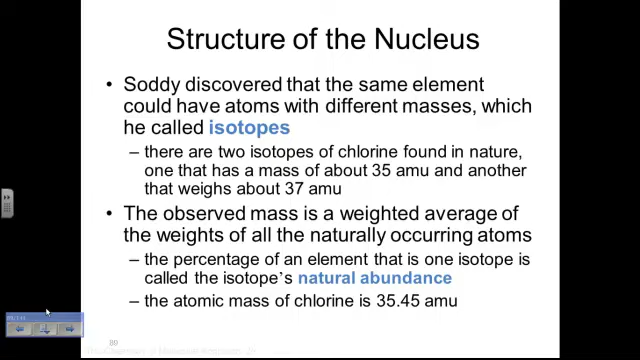 Structure of the Nucleus
• Soddy discovered that the same element
could have atoms with different masses, which
he called isotopes
– there are two isotopes of chlorine found in nature,
one that has a mass of about 35 amu and another
that weighs about 37 amu
• The observed mass is a weighted average of
the weights of all the naturally occurring atoms
– the percentage of an element that is one isotope is
called the isotope's natural abundance
– the atomic mass of chlorine is 35.45 amu
89